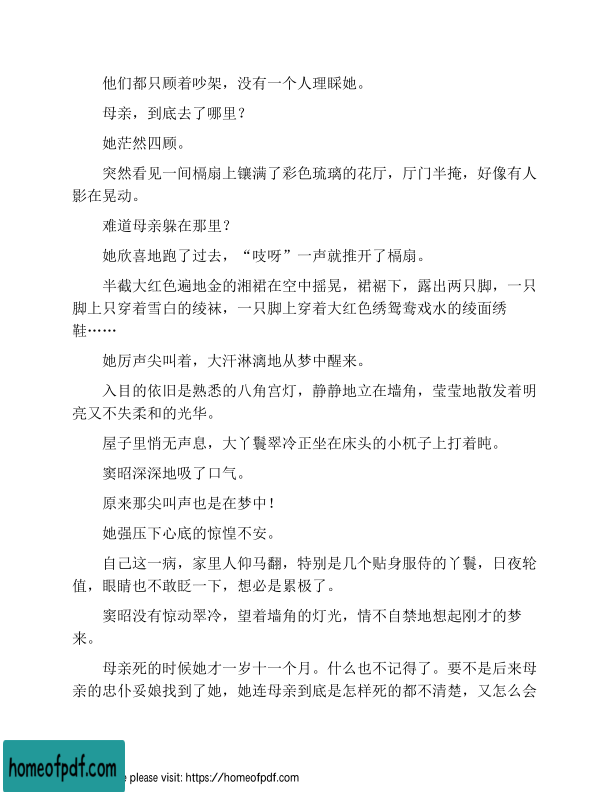 他们都只顾着吵架，没有一个人理睬她。
母亲，到底去了哪里？
她茫然四顾。
突然看见一间槅扇上镶满了彩色琉璃的花厅，厅门半掩，好像有人
影在晃动。
难道母亲躲在那里？
她欣喜地跑了过去，“吱呀”一声就推开了槅扇。
半截大红色遍地金的湘裙在空中摇晃，裙裾下，露出两只脚，一只
脚上只穿着雪白的绫袜，一只脚上穿着大红色绣鸳鸯戏水的绫面绣
鞋……
她厉声尖叫着，大汗淋漓地从梦中醒来。
入目的依旧是熟悉的八角宫灯，静静地立在墙角，莹莹地散发着明
亮又不失柔和的光华。
屋子里悄无声息，大丫鬟翠冷正坐在床头的小杌子上打着盹。
窦昭深深地吸了口气。
原来那尖叫声也是在梦中！
她强压下心底的惊惶不安。
自己这一病，家里人仰马翻，特别是几个贴身服侍的丫鬟，日夜轮
值，眼睛也不敢眨一下，想必是累极了。
窦昭没有惊动翠冷，望着墙角的灯光，情不自禁地想起刚才的梦
来。
母亲死的时候她才一岁十一个月。什么也不记得了。要不是后来母
亲的忠仆妥娘找到了她，她连母亲到底是怎样死的都不清楚，又怎么会
homeofpdf.com
e please visit: https://homeofpdf.com